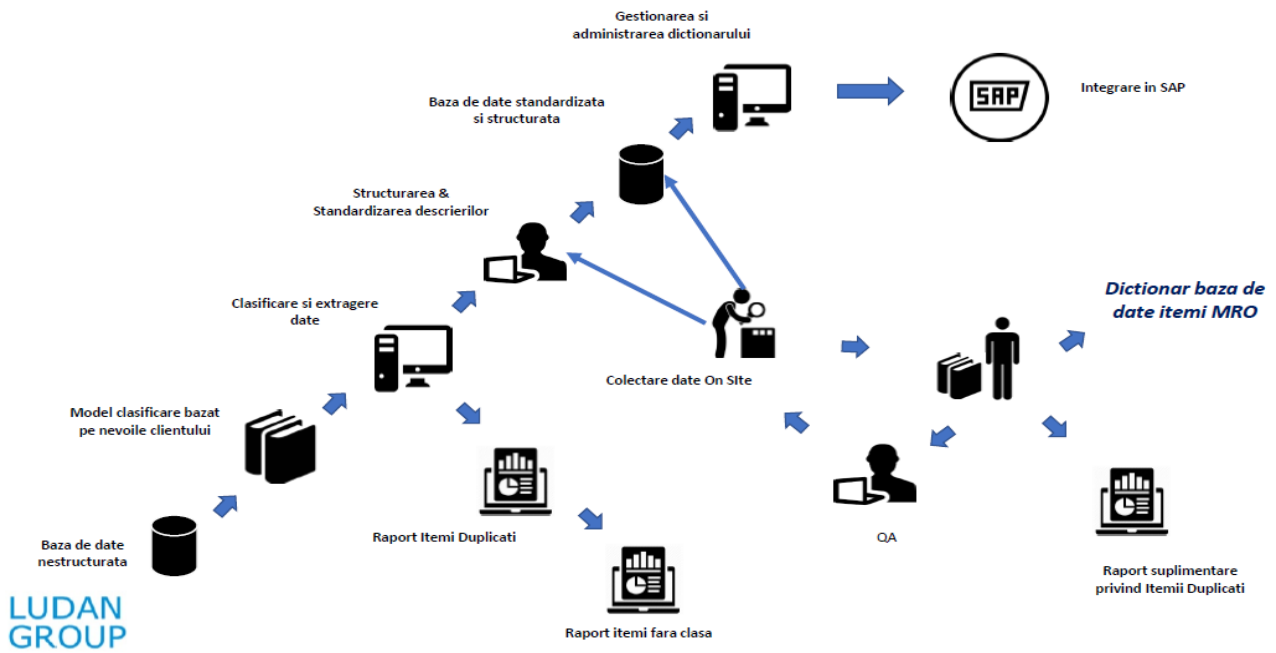 Gestionarea si
administrarea dictionarului
SAP
Integrare in SAP
Baza de date standardizata
si structurata
Structurarea &
Standardizarea descrierilor
Clasificare si extragere
date
Dictionar baza de
date itemi MRO
Colectare date On SIte
Model clasificare bazat
pe nevoile clientului
Raport Itemi Duplicati
QA
Baza de date
nestructurata
Raport suplimentare
privind Itemii Duplicati
Raport itemi fara clasa
LUDAN
GROUP